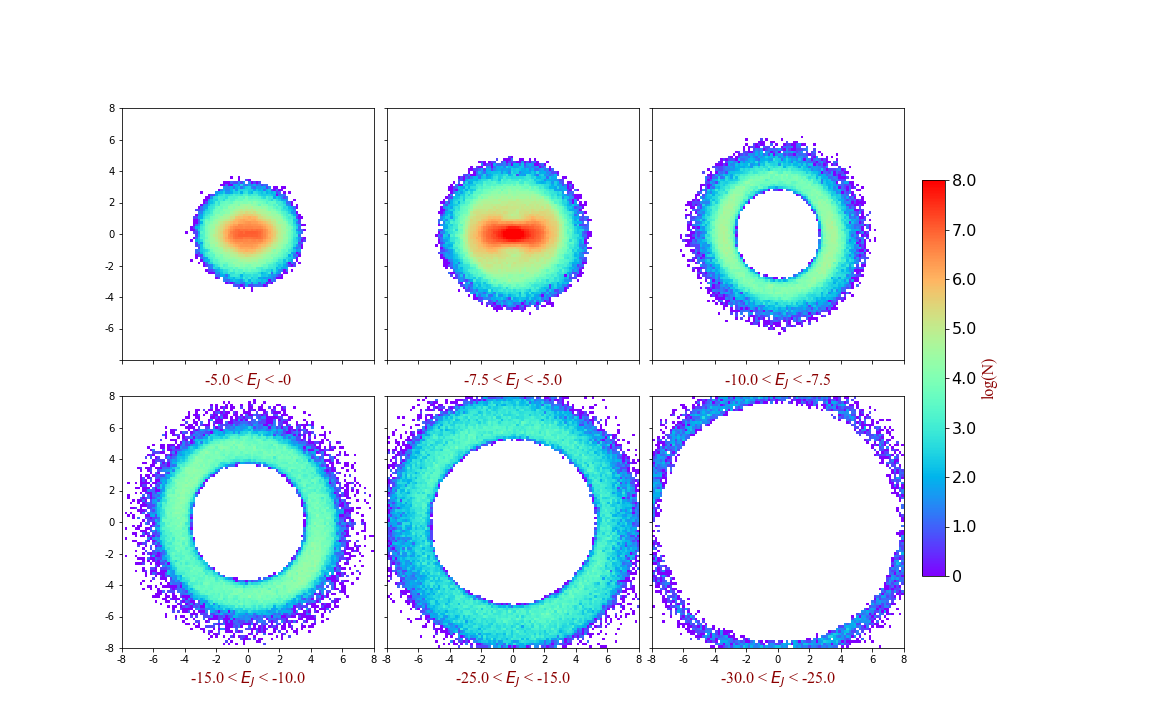 8
6
4
2
0
-2
-4
-6
-5.0 < E_J < -0
-7.5 < E_J < -5.0
-10.0 < E_J < -7.5
8
6
4
2
0
-2
-4
-6
-8
-8 -6 -4 -2 0 2 4 6 8
-8 -6 -4 -2 0 2 4 6 8
-8 -6 -4 -2 0 2 4 6 8
-15.0 < E_J < -10.0
-25.0 < E_J < -15.0
-30.0 < E_J < -25.0
8.0
7.0
6.0
5.0
4.0
3.0
2.0
1.0
0
log(N)